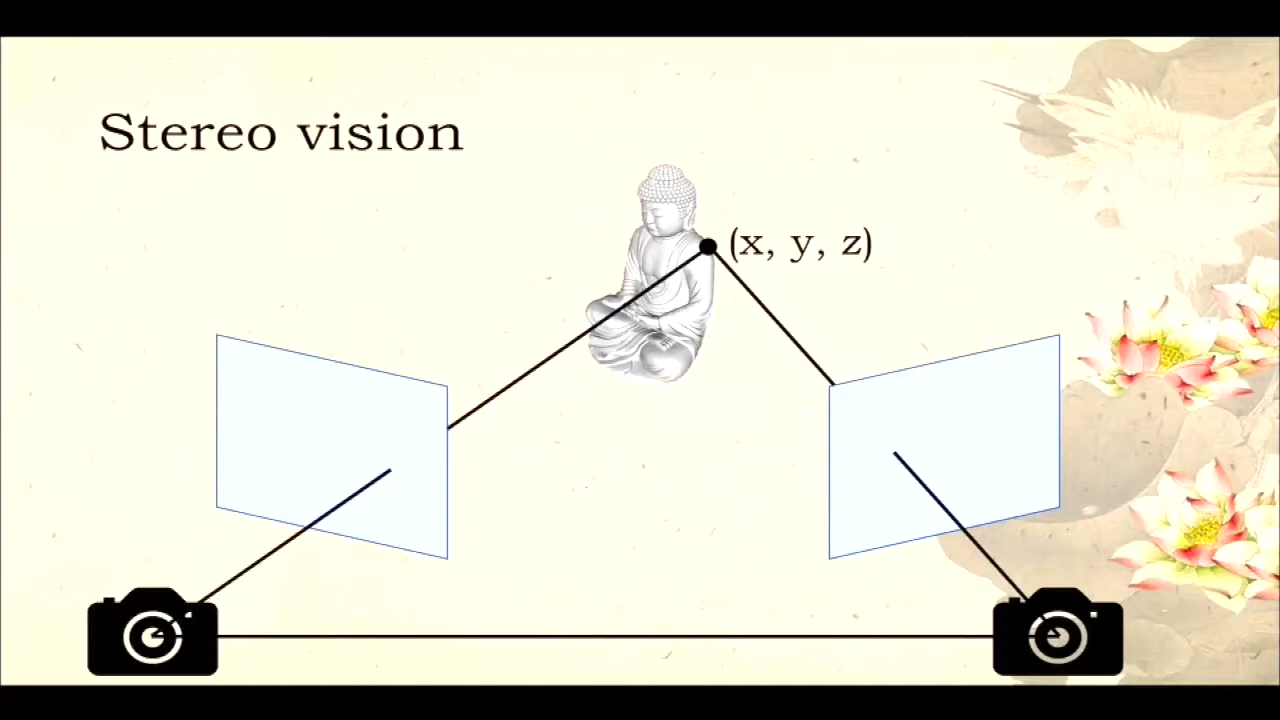 Stereo vision
(x, y, z)